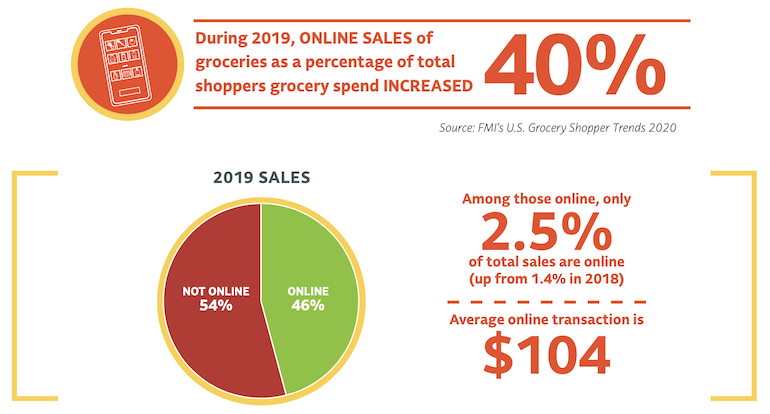 During 2019, ONLINE SALES of
groceries as a percentage of total
shoppers grocery spend INCREASED
40%
Source: FMI's U.S. Grocery Shopper Trends 2020
2019 SALES
NOT ONLINE
54%
ONLINE
46%
Among those online, only
2.5%
of total sales are online
(up from 1.4% in 2018)
Average online transaction is
$104